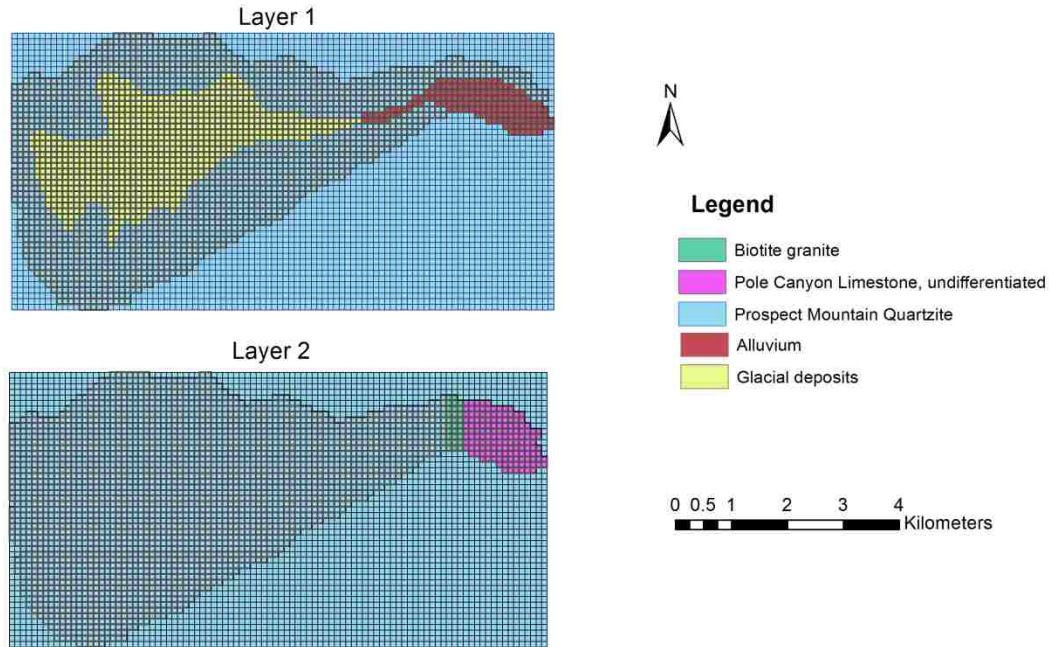 Layer 1
N
Legend
Biotite granite
Pole Canyon Limestone, undifferentiated
Prospect Mountain Quartzite
Alluvium
Glacial deposits
Layer 2
0 0.5 1 2 3 4
Kilometers